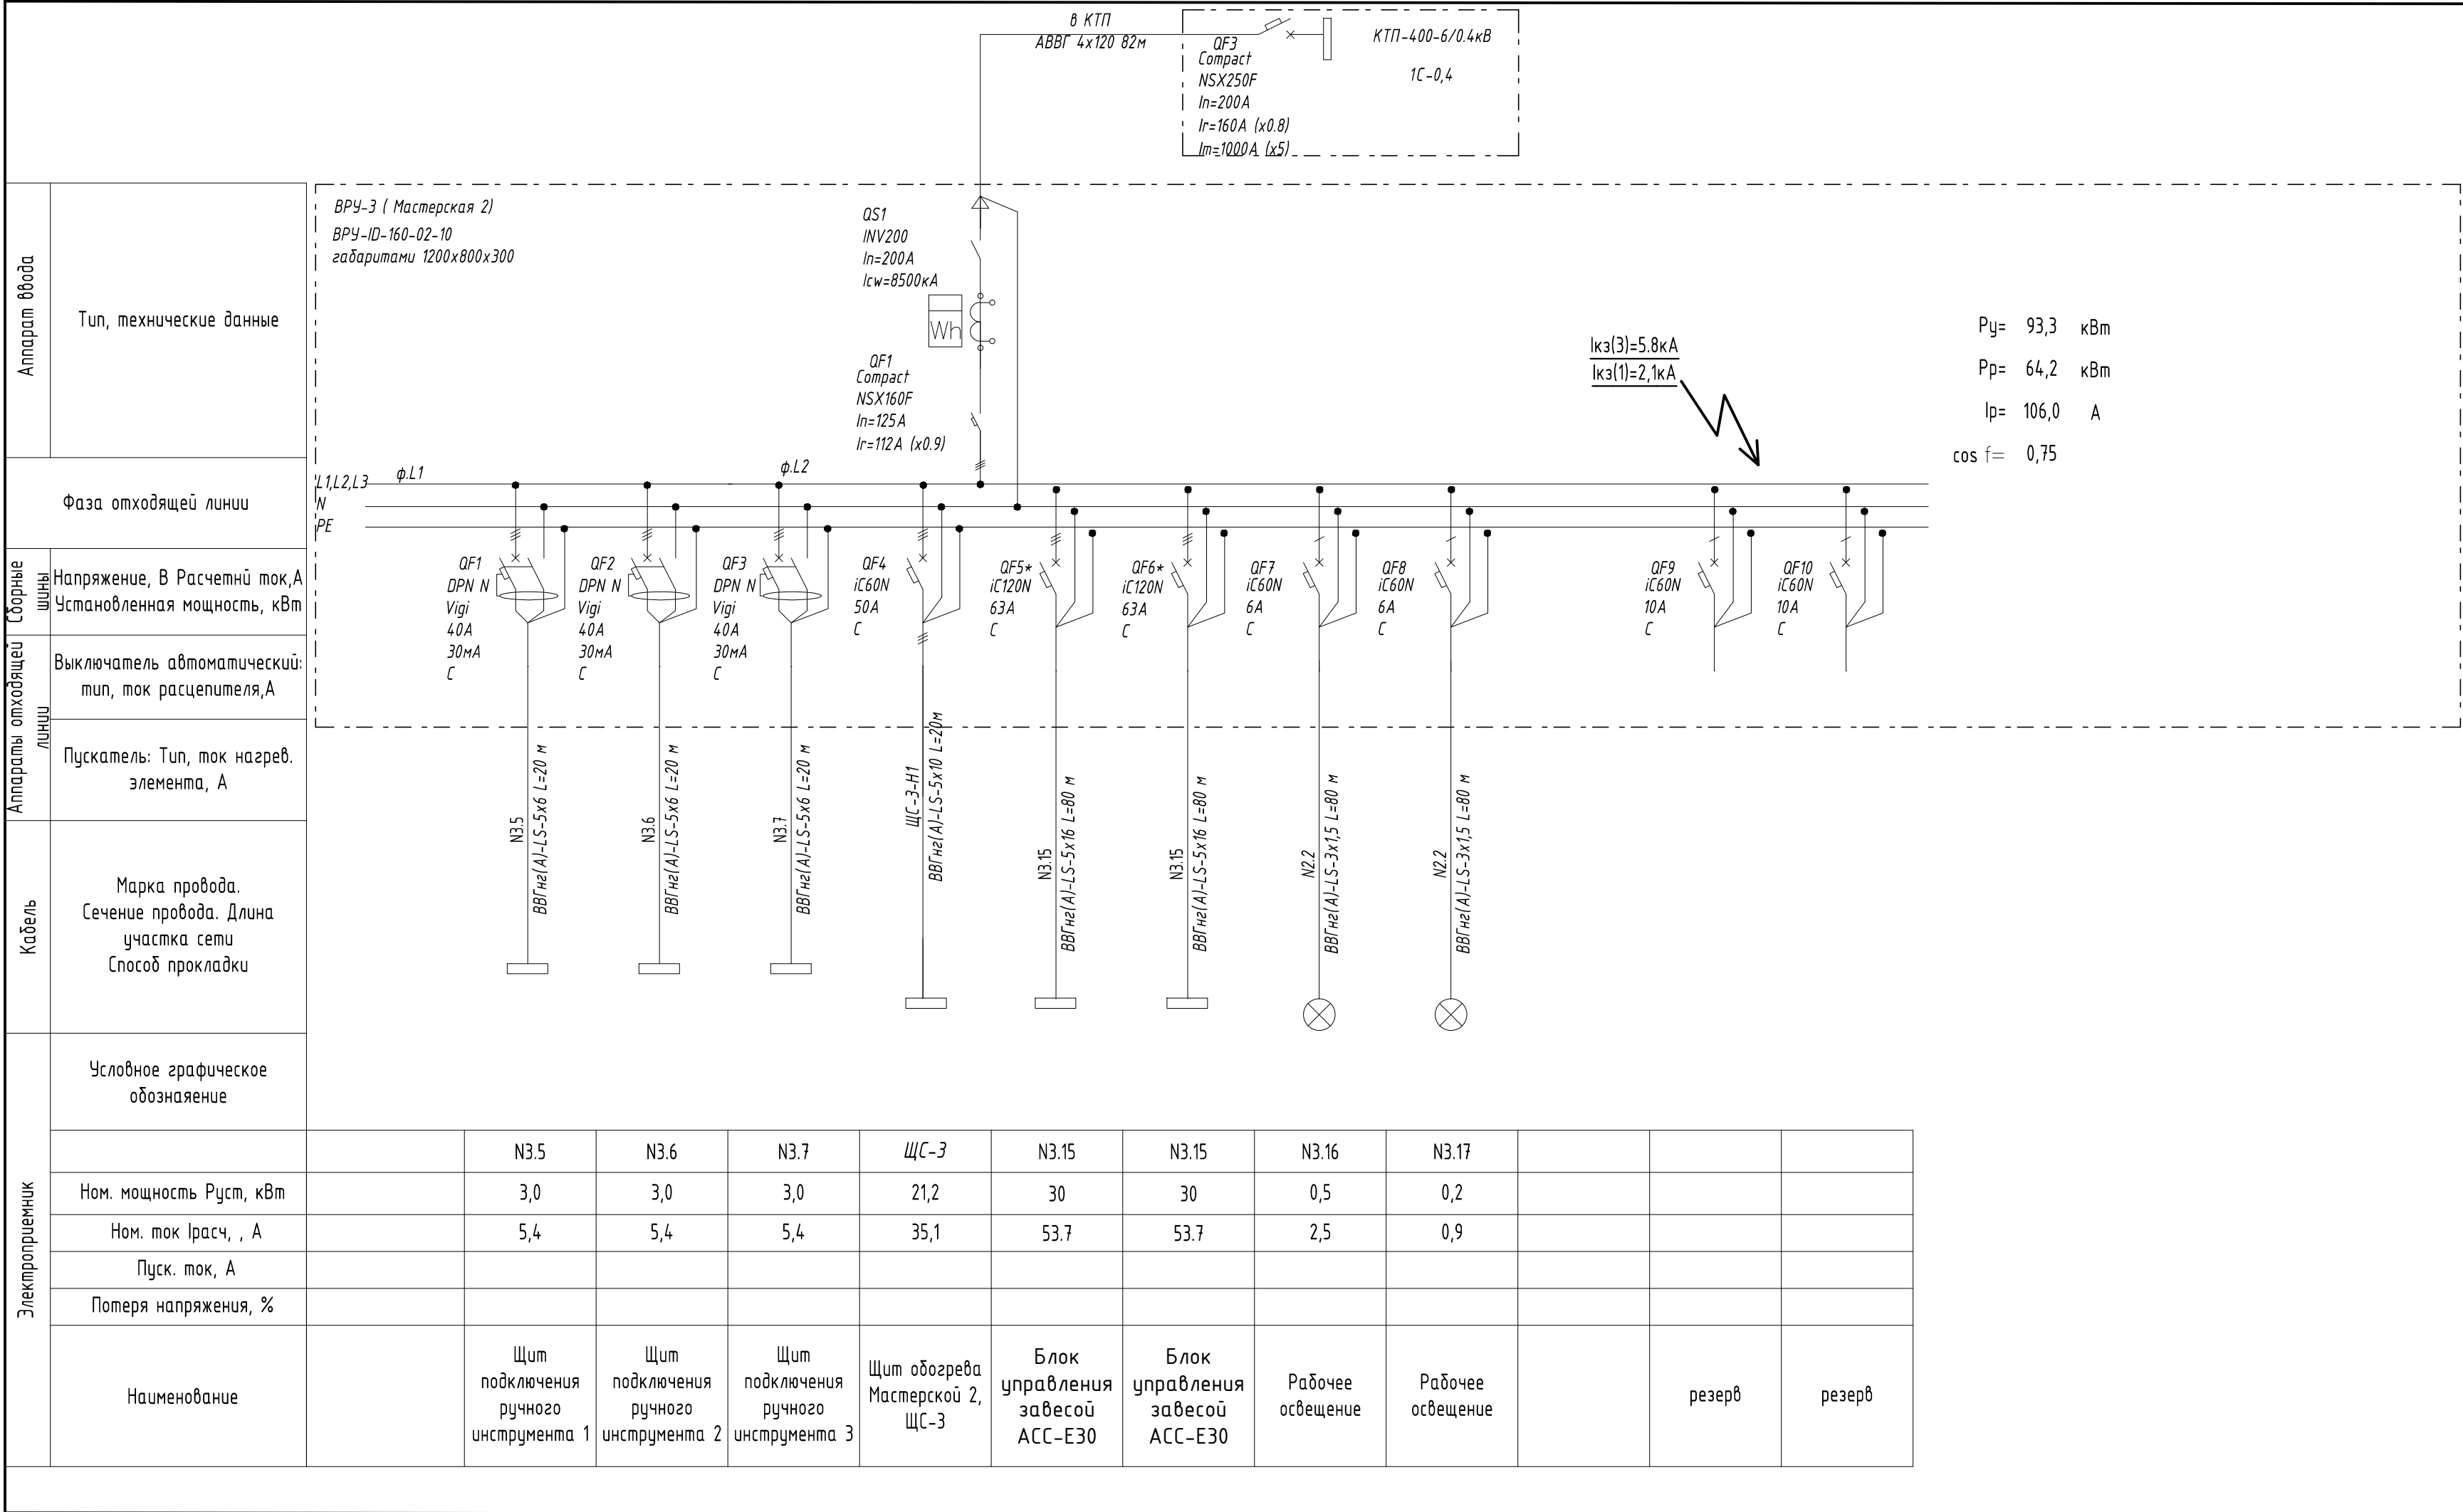 в КТП
АВВГ 4х120 82м
QF3
Compact
NSX250F
In=200A
Ir=160A (x0.8)
Im=1000A (x5)
КТП-400-6/0.4кВ
1С-0,4
Аппарат ввода
Тип, технические данные
ВРУ-3 ( Мастерская 2)
ВРУ-ID-160-02-10
габаритами 1200х800х300
QS1
INV200
In=200A
Icw=8500кА
Wh
QF1
Compact
NSX160F
In=125A
Ir=112A (x0.9)
Iкз(3)=5.8кА
Iкз(1)=2,1кА
Ру= 93,3 кВт
Рр= 64,2 кВт
Iр= 106,0 А
cos f= 0,75
Фаза отходящей линии
L1,L2,L3
N
PE
ф.L1
ф.L2
Сборные
шины
Напряжение, В Расчетнй ток,А
Установленная мощность, кВт
Аппараты отходящей
линии
Выключатель автоматический:
тип, ток расцепителя,А
Пускатель: Тип, ток нагрев.
элемента, А
QF1
DPN N
Vigi
40A
30мА
C
QF2
DPN N
Vigi
40A
30мА
C
QF3
DPN N
Vigi
40A
30мА
C
QF4
iC60N
50A
C
QF5*
iC120N
63A
C
QF6*
iC120N
63A
C
QF7
iC60N
6A
C
QF8
iC60N
6A
C
QF9
iC60N
10A
C
QF10
iC60N
10A
C
Кабель
Марка провода.
Сечение провода. Длина
участка сети
Способ прокладки
N3.5
ВВГнг(А)-LS-5х6 L=20 м
N3.6
ВВГнг(А)-LS-5х6 L=20 м
N3.7
ВВГнг(А)-LS-5х6 L=20 м
ЩС-3-Н1
ВВГнг(А)-LS-5х10 L=20м
N3.15
ВВГнг(А)-LS-5х16 L=80 м
N3.15
ВВГнг(А)-LS-5х16 L=80 м
N2.2
ВВГнг(А)-LS-3х1,5 L=80 м
N2.2
ВВГнг(А)-LS-3х1,5 L=80 м
Электроприемник
Условное графическое
обознаяение
N3.5 N3.6 N3.7 ЩС-3 N3.15 N3.15 N3.16 N3.17
Ном. мощность Руст, кВт 3,0 3,0 3,0 21,2 30 30 0,5 0,2
Ном. ток Iрасч, , А 5,4 5,4 5,4 35,1 53.7 53.7 2,5 0,9
Пуск. ток, А
Потеря напряжения, %
Наименование
Щит
подключения
ручного
инструмента 1
Щит
подключения
ручного
инструмента 2
Щит
подключения
ручного
инструмента 3
Щит обогрева
Мастерской 2,
ЩС-3
Блок
управления
завесой
АСС-Е30
Блок
управления
завесой
АСС-Е30
Рабочее
освещение
Рабочее
освещение
резерв
резерв